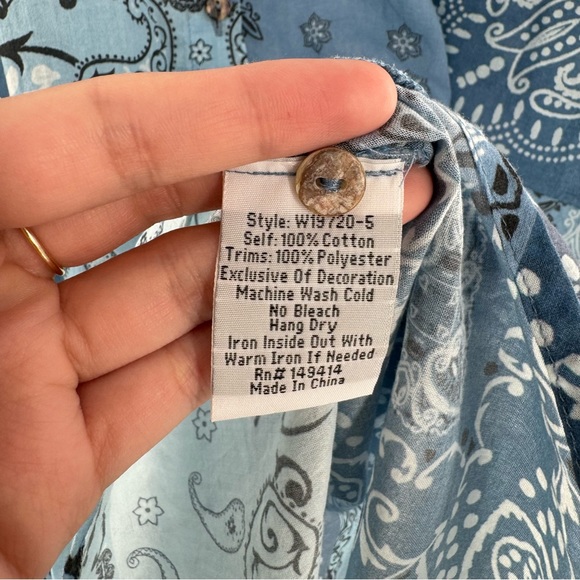 Style: W19720-5
Self: 100% Cotton
Trims: 100% Polyester
Exclusive Of Decoration
Machine Wash Cold
No Bleach
Hang Dry
Iron Inside Out With
Warm Iron If Needed
Rn# 149414
Made In China